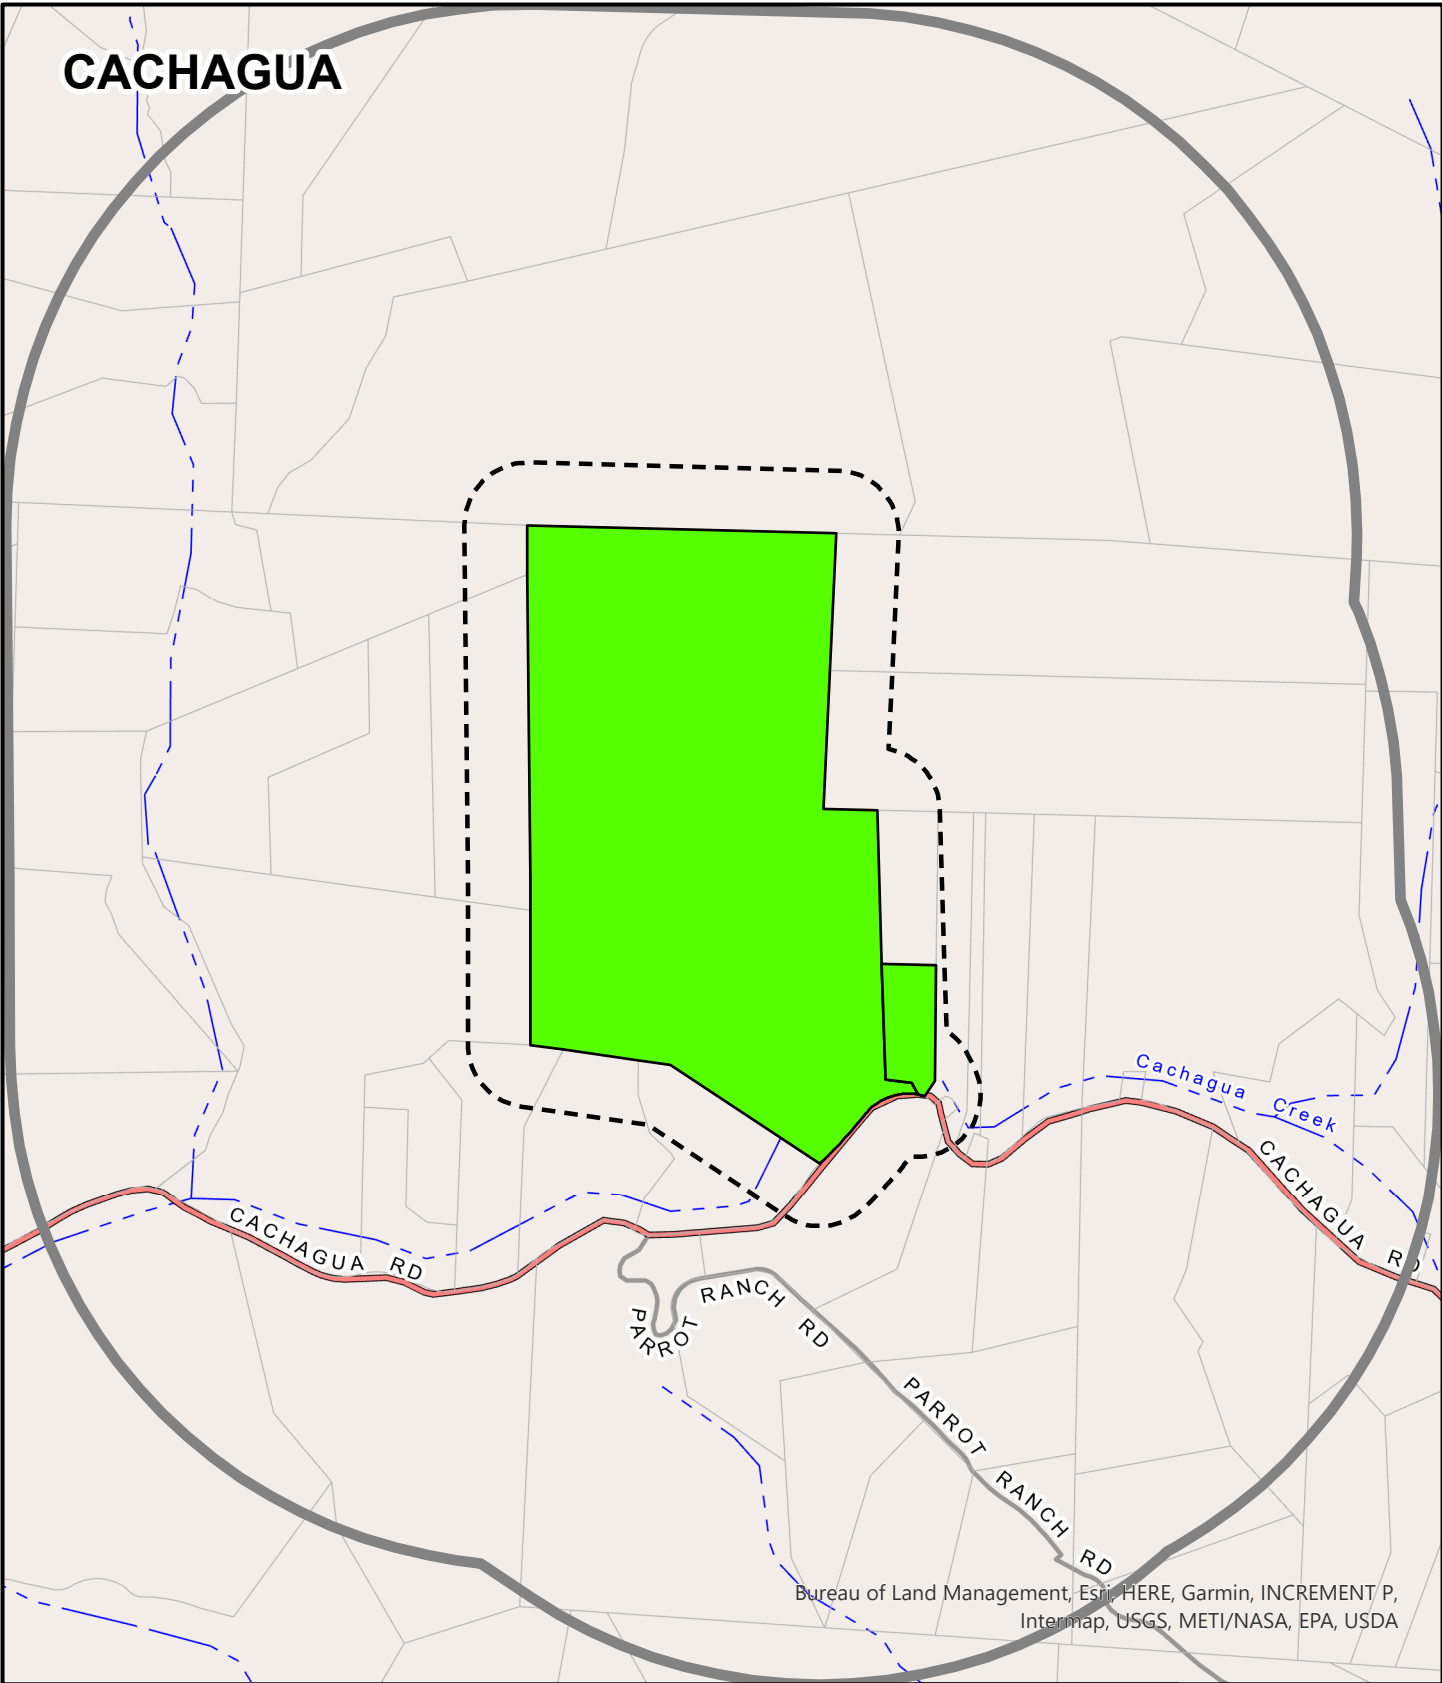 CACHAGUA
Cachagua Creek
CACHAGUA RD
CACHAGUA RD
PARROT RANCH RD
PARROT RANCH RD
Bureau of Land Management, Esri, HERE, Garmin, INCREMENT P,
Intermap, USGS, METI/NASA, EPA, USDA